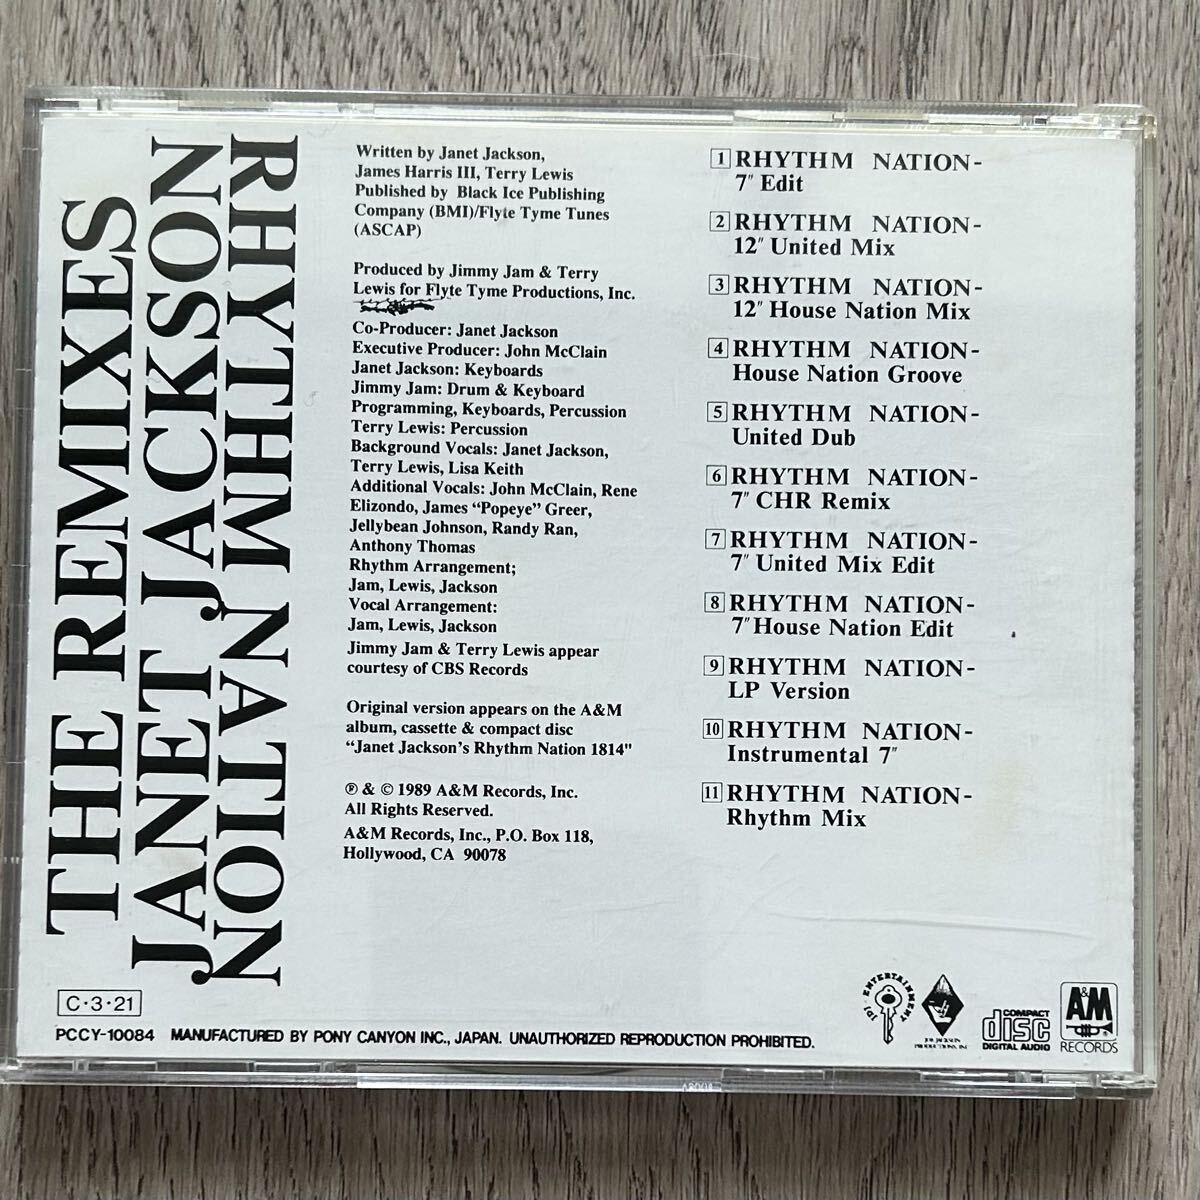 THE REMIXES
JANET JACKSON
RHYTHM NATION
Written by Janet Jackson,
James Harris III, Terry Lewis
Published by Black Ice Publishing
Company (BMI)/Flyte Tyme Tunes
(ASCAP)
Produced by Jimmy Jam & Terry
Lewis for Flyte Tyme Productions, Inc.
Co-Producer: Janet Jackson
Executive Producer: John McClain
Janet Jackson: Keyboards
Jimmy Jam: Drum & Keyboard
Programming, Keyboards, Percussion
Terry Lewis: Percussion
Background Vocals: Janet Jackson,
Terry Lewis, Lisa Keith
Additional Vocals: John McClain, Rene
Elizondo, James “Popeye” Greer,
Jellybean Johnson, Randy Ran,
Anthony Thomas
Rhythm Arrangement;
Jam, Lewis, Jackson
Vocal Arrangement:
Jam, Lewis, Jackson
Jimmy Jam & Terry Lewis appear
courtesy of CBS Records
Original version appears on the A&M
album, cassette & compact disc
“Janet Jackson's Rhythm Nation 1814"
℗ & © 1989 A&M Records, Inc.
All Rights Reserved.
A&M Records, Inc., P.O. Box 118,
Hollywood, CA 90078
1 RHYTHM NATION-
7" Edit
2 RHYTHM NATION-
12" United Mix
3 RHYTHM NATION-
12" House Nation Mix
4 RHYTHM NATION-
House Nation Groove
5 RHYTHM NATION-
United Dub
6 RHYTHM NATION-
7" CHR Remix
7 RHYTHM NATION-
7" United Mix Edit
8 RHYTHM NATION-
7" House Nation Edit
9 RHYTHM NATION-
LP Version
10 RHYTHM NATION-
Instrumental 7"
11 RHYTHM NATION-
Rhythm Mix
C・3・21
PCCY-10084 MANUFACTURED BY PONY CANYON INC., JAPAN. UNAUTHORIZED REPRODUCTION PROHIBITED.
JDJ ENTERTAINMENT
JOE JACKSON
PRODUCTIONS, INC
COMPACT
disc
DIGITAL AUDIO
A&M
RECORDS